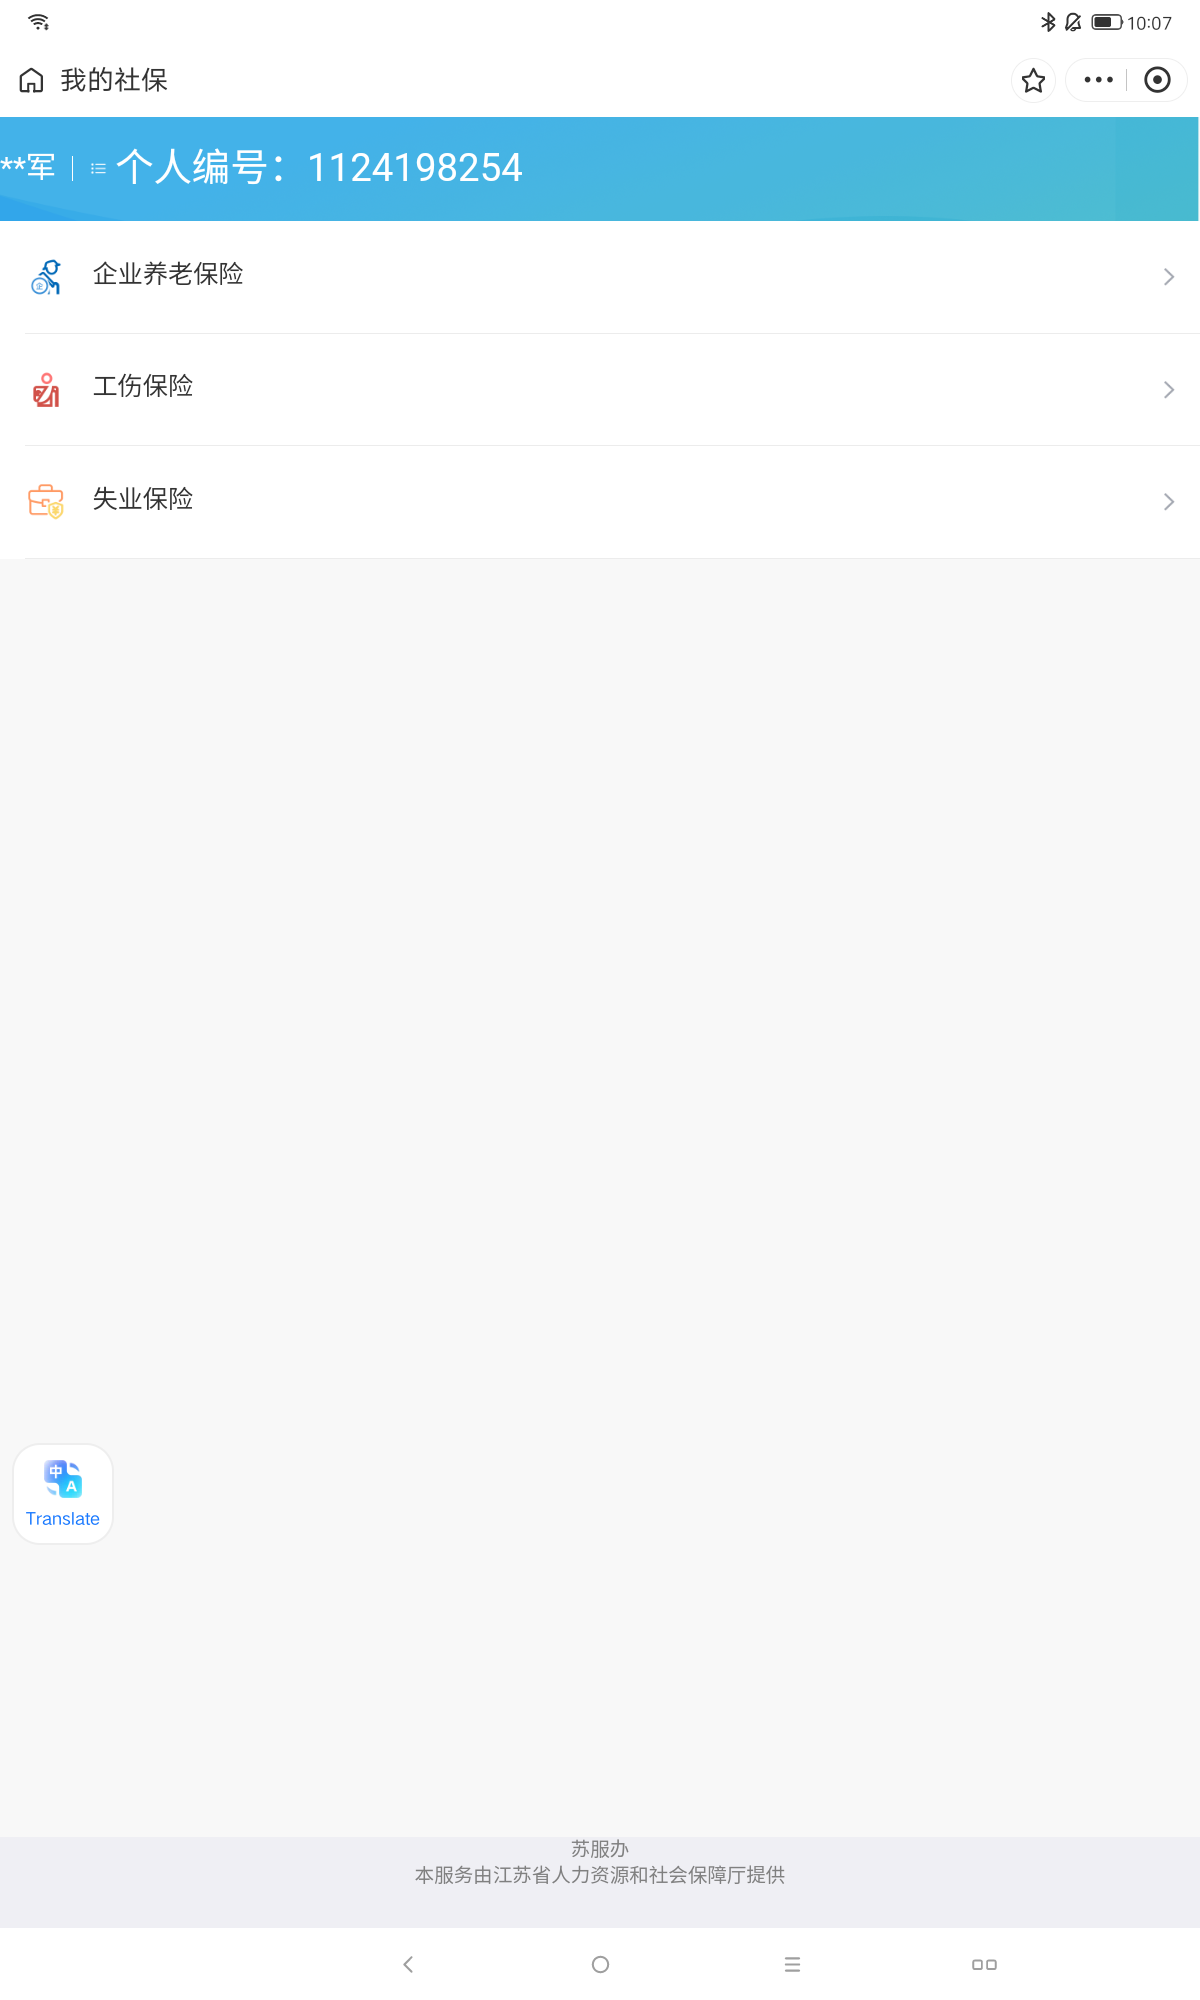 10:07
我的社保
**军
个人编号：1124198254
企业养老保险
工伤保险
失业保险
中
A
Translate
苏服办
本服务由江苏省人力资源和社会保障厅提供